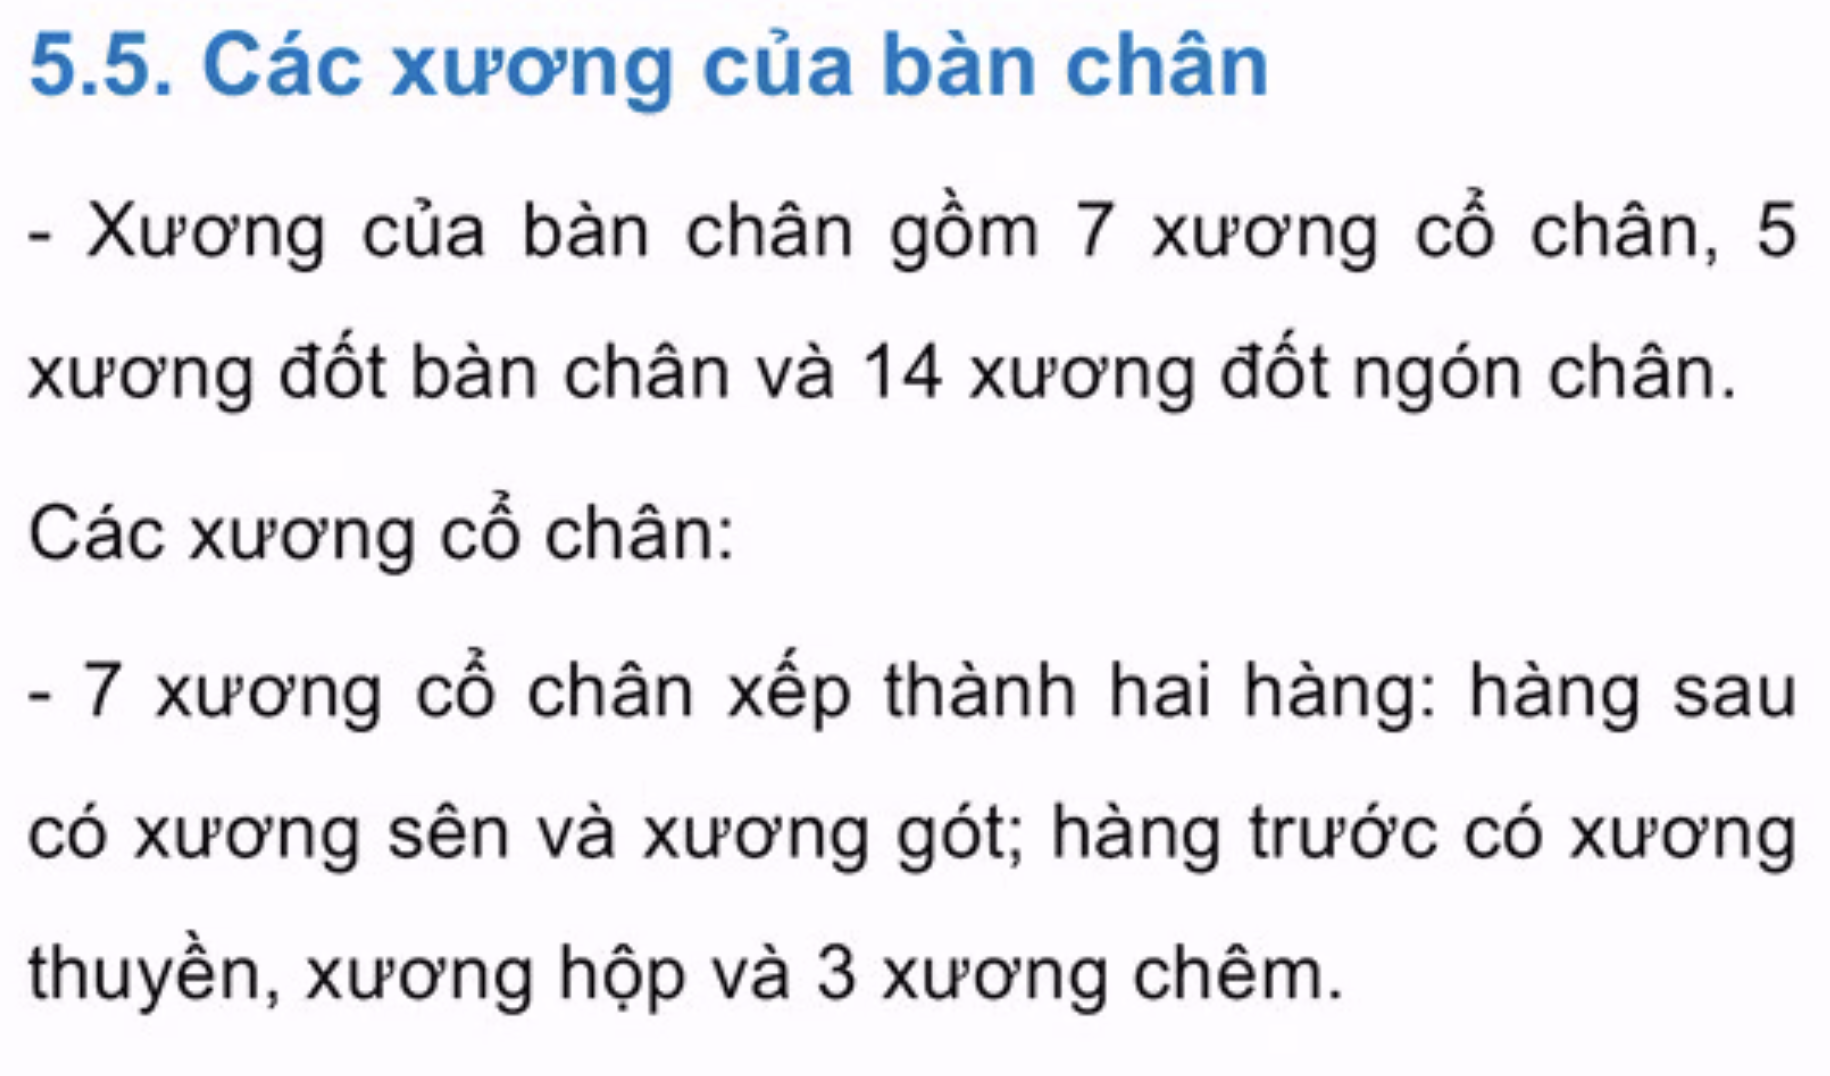 5.5. Các xương của bàn chân
- Xương của bàn chân gồm 7 xương cổ chân, 5
xương đốt bàn chân và 14 xương đốt ngón chân.
Các xương cổ chân:
- 7 xương cổ chân xếp thành hai hàng: hàng sau
có xương sên và xương gót; hàng trước có xương
thuyền, xương hộp và 3 xương chêm.